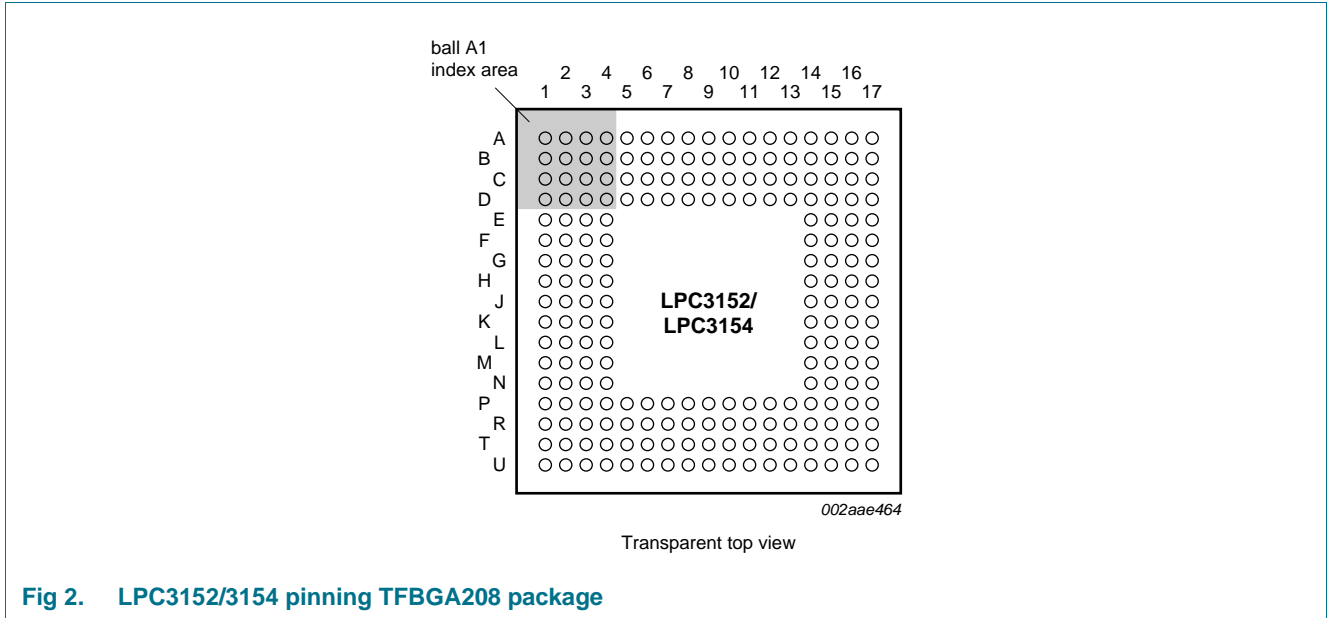 ball A1
index area
2 4 6 8 10 12 14 16
1 3 5 7 9 11 13 15 17
A
B
C
D
E
F
G
H
J
K
L
M
N
P
R
T
U
LPC3152/
LPC3154
002aae464
Transparent top view
Fig 2. LPC3152/3154 pinning TFBGA208 package